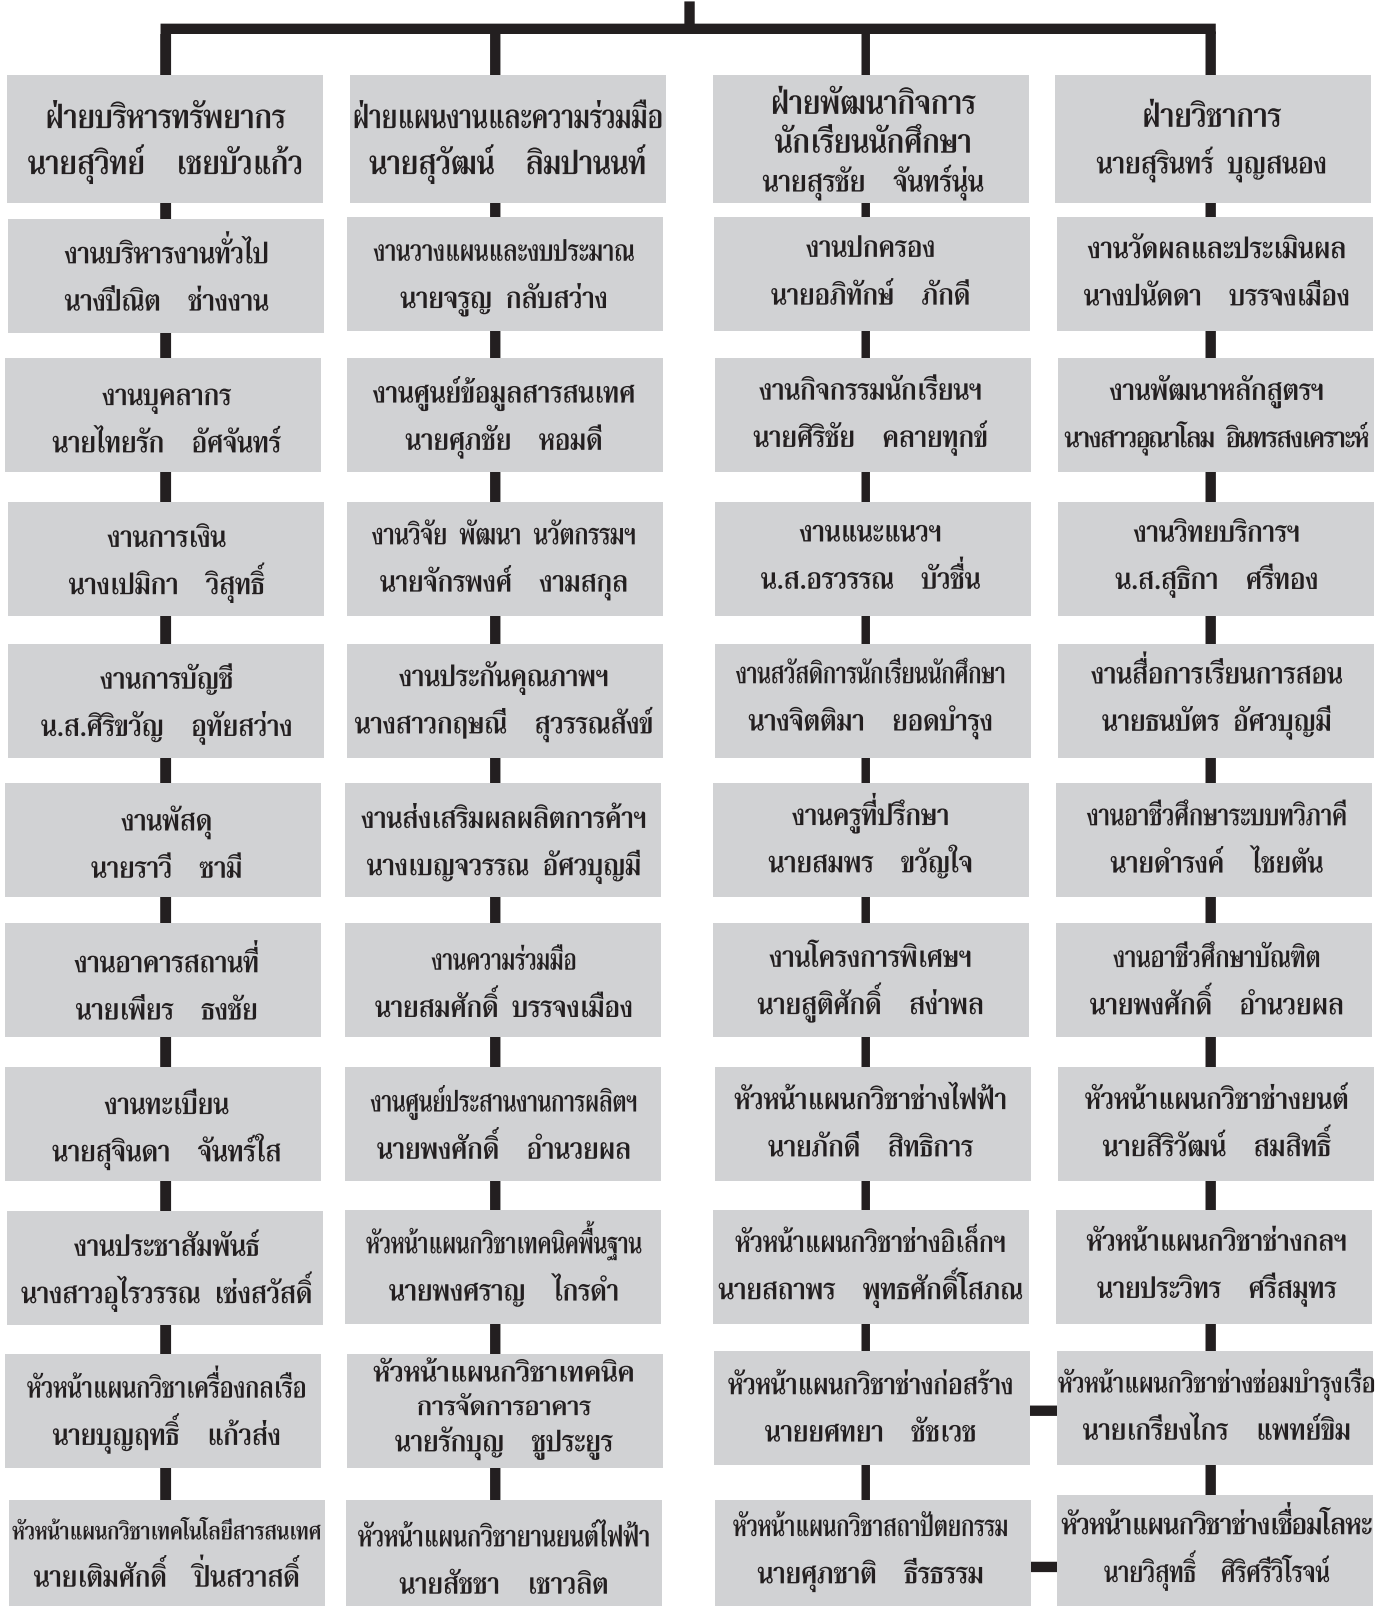 ฝ่ายบริหารทรัพยากร
นายสุวิทย์ เชยบัวแก้ว
งานบริหารงานทั่วไป
นางปีณิต ช่างงาน
งานบุคลากร
นายไทยรัก อัศจันทร์
งานการเงิน
นางเปมิกา วิสุทธิ์
งานการบัญชี
น.ส.ศิริขวัญ อุทัยสว่าง
งานพัสดุ
นายราวี ซามี
งานอาคารสถานที่
นายเพียร ธงชัย
งานทะเบียน
นายสุจินดา จันทร์ใส
งานประชาสัมพันธ์
นางสาวอุไรวรรณ เซ่งสวัสดิ์
หัวหน้าแผนกวิชาเครื่องกลเรือ
นายบุญฤทธิ์ แก้วส่ง
หัวหน้าแผนกวิชาเทคโนโลยีสารสนเทศ
นายเติมศักดิ์ ปิ่นสวาสดิ์
ฝ่ายแผนงานและความร่วมมือ
นายสุวัฒน์ ลิมปานนท์
งานวางแผนและงบประมาณ
นายจรูญ กลับสว่าง
งานศูนย์ข้อมูลสารสนเทศ
นายศุภชัย หอมดี
งานวิจัย พัฒนา นวัตกรรมฯ
นายจักรพงศ์ งามสกุล
งานประกันคุณภาพฯ
นางสาวกฤษณี สุวรรณสังข์
งานส่งเสริมผลผลิตการค้าฯ
นางเบญจวรรณ อัศวบุญมี
งานความร่วมมือ
นายสมศักดิ์ บรรจงเมือง
งานศูนย์ประสานงานการผลิตฯ
นายพงศักดิ์ อำนวยผล
หัวหน้าแผนกวิชาเทคนิคพื้นฐาน
นายพงศราญ ไกรดำ
หัวหน้าแผนกวิชาเทคนิค
การจัดการอาคาร
นายรักบุญ ชูประยูร
หัวหน้าแผนกวิชายานยนต์ไฟฟ้า
นายสัชชา เชาวลิต
ฝ่ายพัฒนากิจการ
นักเรียนนักศึกษา
นายสุรชัย จันทร์นุ่น
งานปกครอง
นายอภิทักษ์ ภักดี
งานกิจกรรมนักเรียนฯ
นายศิริชัย คลายทุกข์
งานแนะแนวฯ
น.ส.อรวรรณ บัวชื่น
งานสวัสดิการนักเรียนนักศึกษา
นางจิตติมา ยอดบำรุง
งานครูที่ปรึกษา
นายสมพร ขวัญใจ
งานโครงการพิเศษฯ
นายสูติศักดิ์ สง่าพล
หัวหน้าแผนกวิชาช่างไฟฟ้า
นายภักดี สิทธิการ
หัวหน้าแผนกวิชาช่างอิเล็กฯ
นายสถาพร พุทธศักดิ์โสภณ
หัวหน้าแผนกวิชาช่างก่อสร้าง
นายยศทยา ชัชเวช
หัวหน้าแผนกวิชาสถาปัตยกรรม
นายศุภชาติ ธีรธรรม
ฝ่ายวิชาการ
นายสุรินทร์ บุญสนอง
งานวัดผลและประเมินผล
นางปนัดดา บรรจงเมือง
งานพัฒนาหลักสูตรฯ
นางสาวอุณาโลม อินทรสงเคราะห์
งานวิทยบริการฯ
น.ส.สุธิกา ศรีทอง
งานสื่อการเรียนการสอน
นายธนบัตร อัศวบุญมี
งานอาชีวศึกษาระบบทวิภาคี
นายดำรงค์ ไชยตัน
งานอาชีวศึกษาบัณฑิต
นายพงศักดิ์ อำนวยผล
หัวหน้าแผนกวิชาช่างยนต์
นายสิริวัฒน์ สมสิทธิ์
หัวหน้าแผนกวิชาช่างกลฯ
นายประวิทร ศรีสมุทร
หัวหน้าแผนกวิชาช่างซ่อมบำรุงเรือ
นายเกรียงไกร แพทย์ขิม
หัวหน้าแผนกวิชาช่างเชื่อมโลหะ
นายวิสุทธิ์ ศิริศรีวิโรจน์